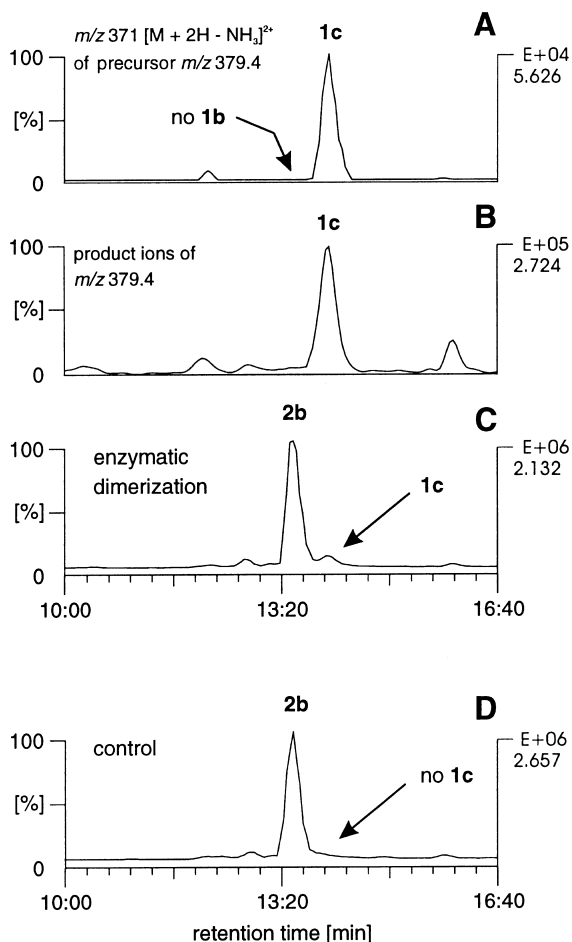 A
m/z 371 [M + 2H - NH₃]²⁺
of precursor m/z 379.4
1c
E+04
5.626
100
[%]
no 1b
0
B
product ions of
m/z 379.4
1c
E+05
2.724
100
[%]
0
C
2b
enzymatic
dimerization
1c
E+06
2.132
100
[%]
0
10:00 13:20 16:40
D
2b
control
no 1c
E+06
2.657
100
[%]
0
10:00 13:20 16:40
retention time [min]